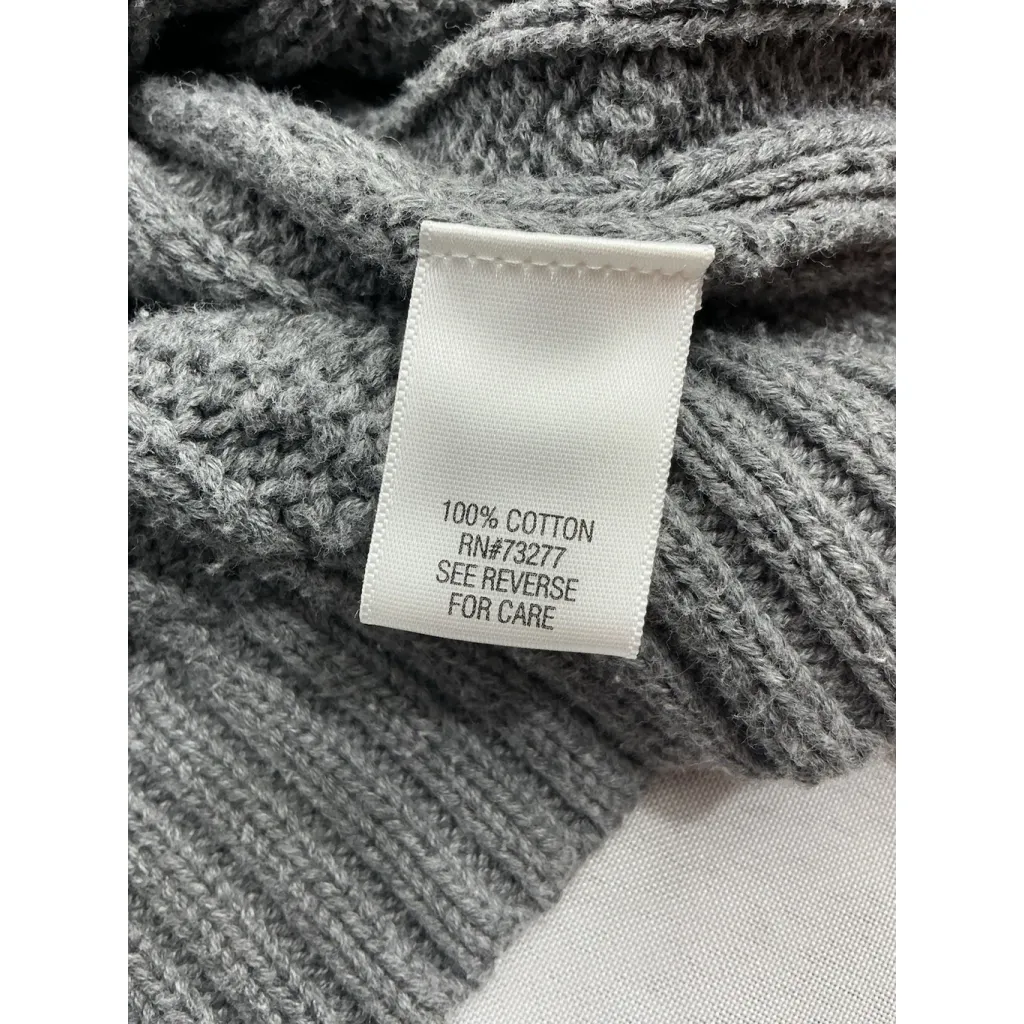 100% COTTON
RN#73277
SEE REVERSE
FOR CARE